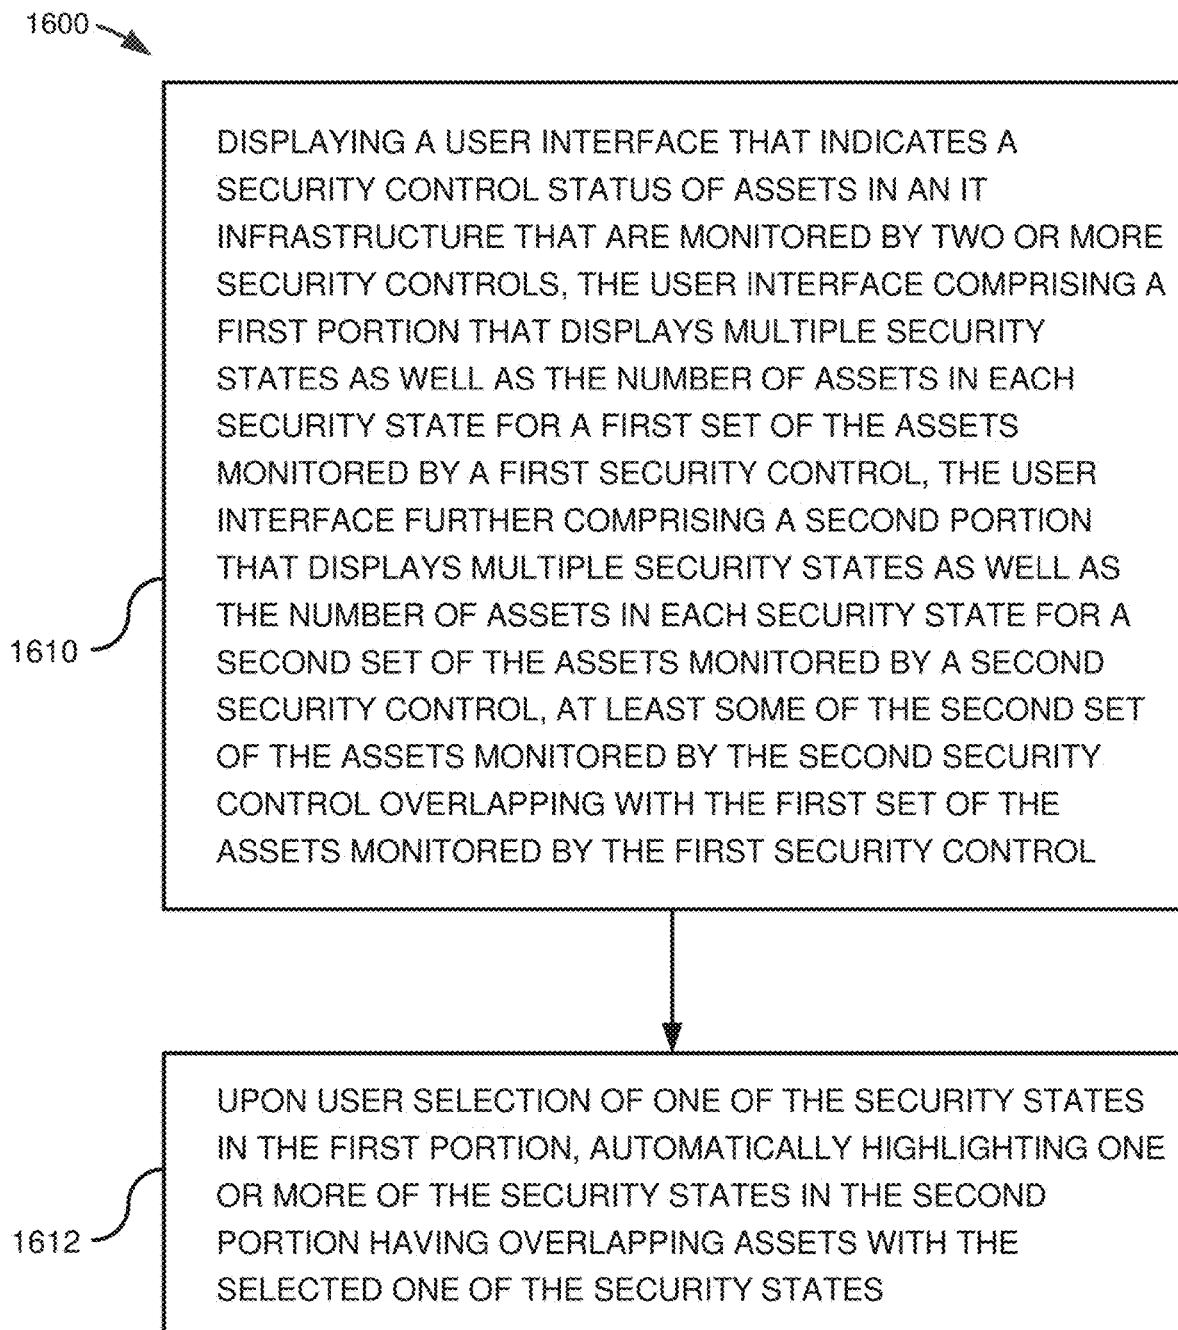 1600
DISPLAYING A USER INTERFACE THAT INDICATES A
SECURITY CONTROL STATUS OF ASSETS IN AN IT
INFRASTRUCTURE THAT ARE MONITORED BY TWO OR MORE
SECURITY CONTROLS, THE USER INTERFACE COMPRISING A
FIRST PORTION THAT DISPLAYS MULTIPLE SECURITY
STATES AS WELL AS THE NUMBER OF ASSETS IN EACH
SECURITY STATE FOR A FIRST SET OF THE ASSETS
MONITORED BY A FIRST SECURITY CONTROL, THE USER
INTERFACE FURTHER COMPRISING A SECOND PORTION
THAT DISPLAYS MULTIPLE SECURITY STATES AS WELL AS
THE NUMBER OF ASSETS IN EACH SECURITY STATE FOR A
SECOND SET OF THE ASSETS MONITORED BY A SECOND
SECURITY CONTROL, AT LEAST SOME OF THE SECOND SET
OF THE ASSETS MONITORED BY THE SECOND SECURITY
CONTROL OVERLAPPING WITH THE FIRST SET OF THE
ASSETS MONITORED BY THE FIRST SECURITY CONTROL
1610
UPON USER SELECTION OF ONE OF THE SECURITY STATES
IN THE FIRST PORTION, AUTOMATICALLY HIGHLIGHTING ONE
OR MORE OF THE SECURITY STATES IN THE SECOND
PORTION HAVING OVERLAPPING ASSETS WITH THE
SELECTED ONE OF THE SECURITY STATES
1612